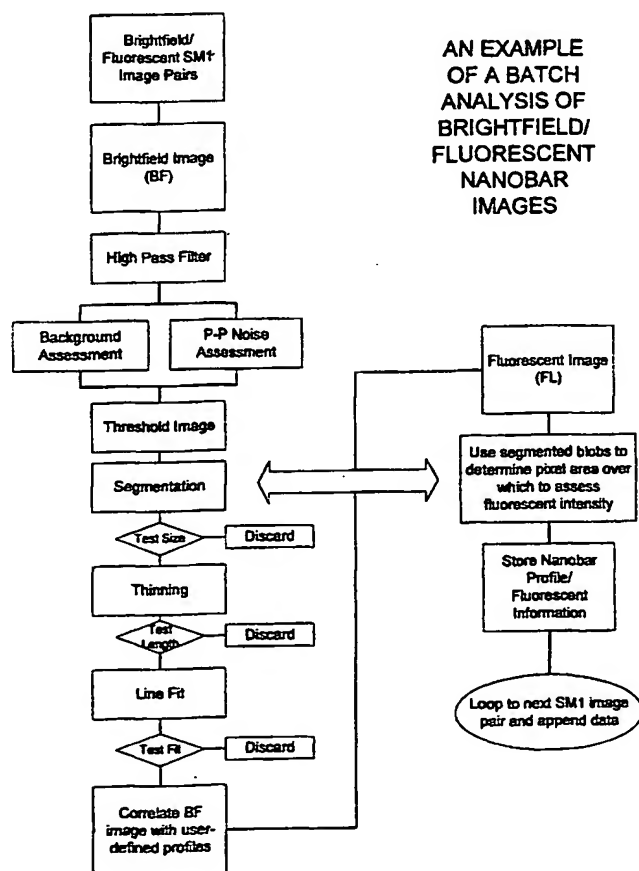 AN EXAMPLE
OF A BATCH
ANALYSIS OF
BRIGHTFIELD/
FLUORESCENT
NANOBAR
IMAGES
Brightfield/
Fluorescent SM1
Image Pairs
Brightfield Image
(BF)
High Pass Filter
Background
Assessment
P-P Noise
Assessment
Threshold Image
Segmentation
Test Size
Discard
Thinning
Test
Length
Discard
Line Fit
Test Fit
Discard
Correlate BF
image with user-
defined profiles
Fluorescent Image
(FL)
Use segmented blobs to
determine pixel area over
which to assess
fluorescent intensity
Store Nanobar
Profile/
Fluorescent
Information
Loop to next SM1 image
pair and append data